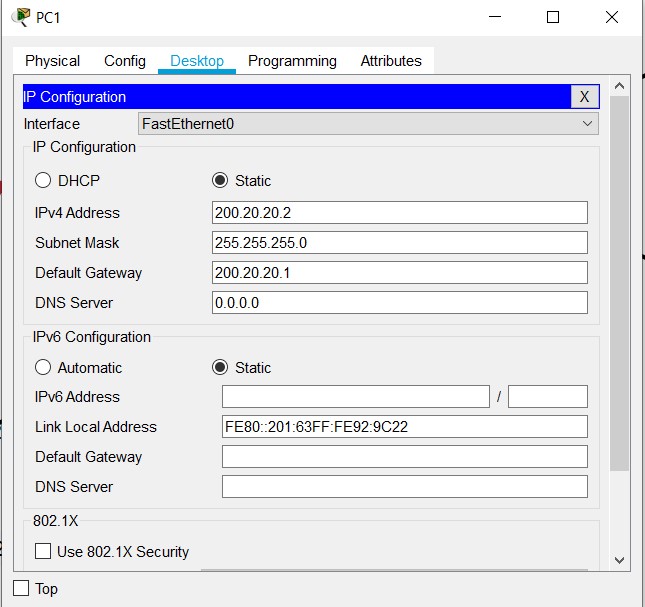 PC1
Physical Config Desktop Programming Attributes
IP Configuration X
Interface FastEthernet0
IP Configuration
DHCP Static
IPv4 Address 200.20.20.2
Subnet Mask 255.255.255.0
Default Gateway 200.20.20.1
DNS Server 0.0.0.0
IPv6 Configuration
Automatic Static
IPv6 Address /
Link Local Address FE80::201:63FF:FE92:9C22
Default Gateway
DNS Server
802.1X
Use 802.1X Security
Top